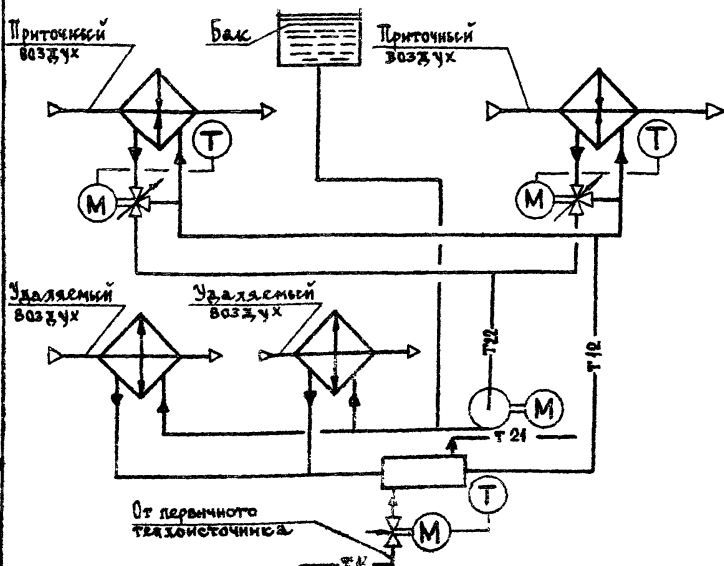 Приточный
воздух
Бак
Приточный
воздух
Т
Т
М
М
Удаляемый
воздух
Удаляемый
воздух
Т22
Т12
М
Т21
Т
От первичного
теплоисточника
М